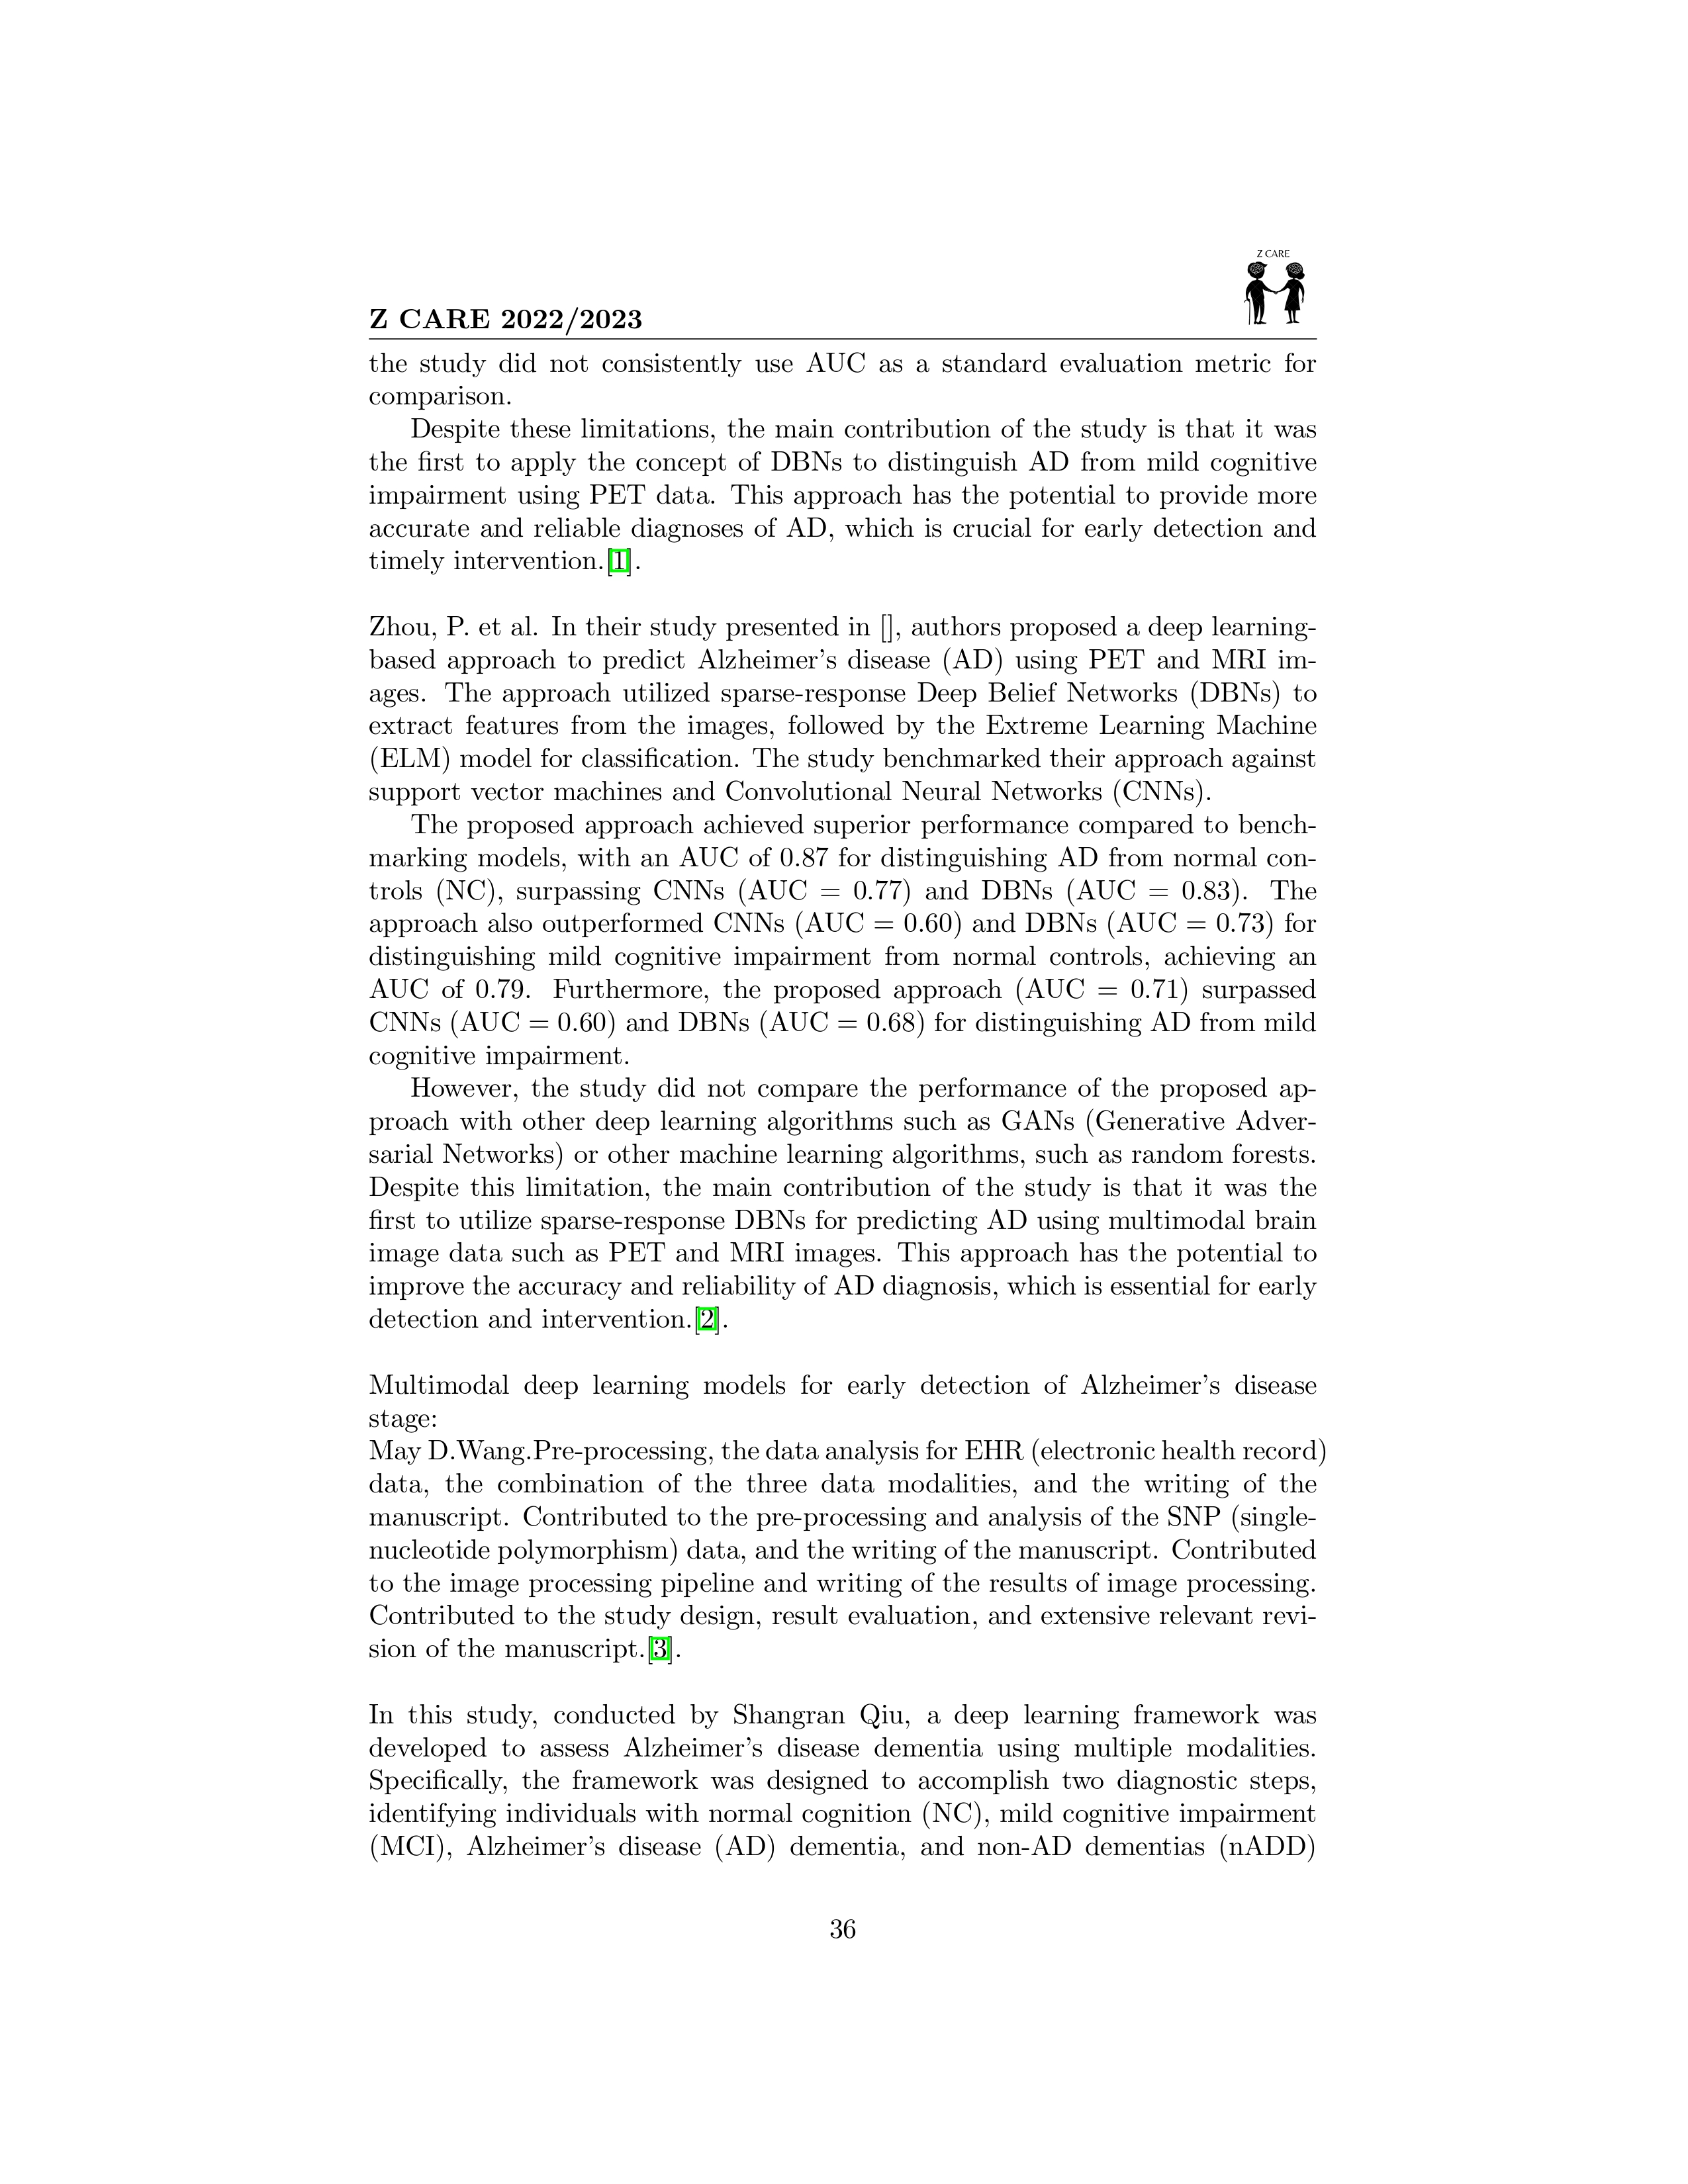 Z CARE
Z CARE 2022/2023
the study did not consistently use AUC as a standard evaluation metric for
comparison.
Despite these limitations, the main contribution of the study is that it was
the first to apply the concept of DBNs to distinguish AD from mild cognitive
impairment using PET data. This approach has the potential to provide more
accurate and reliable diagnoses of AD, which is crucial for early detection and
timely intervention.[1].
Zhou, P. et al. In their study presented in [], authors proposed a deep learning-
based approach to predict Alzheimer's disease (AD) using PET and MRI im-
ages. The approach utilized sparse-response Deep Belief Networks (DBNs) to
extract features from the images, followed by the Extreme Learning Machine
(ELM) model for classification. The study benchmarked their approach against
support vector machines and Convolutional Neural Networks (CNNs).
The proposed approach achieved superior performance compared to bench-
marking models, with an AUC of 0.87 for distinguishing AD from normal con-
trols (NC), surpassing CNNs (AUC = 0.77) and DBNs (AUC = 0.83). The
approach also outperformed CNNs (AUC = 0.60) and DBNs (AUC = 0.73) for
distinguishing mild cognitive impairment from normal controls, achieving an
AUC of 0.79. Furthermore, the proposed approach (AUC = 0.71) surpassed
CNNs (AUC = 0.60) and DBNs (AUC = 0.68) for distinguishing AD from mild
cognitive impairment.
However, the study did not compare the performance of the proposed ap-
proach with other deep learning algorithms such as GANs (Generative Adver-
sarial Networks) or other machine learning algorithms, such as random forests.
Despite this limitation, the main contribution of the study is that it was the
first to utilize sparse-response DBNs for predicting AD using multimodal brain
image data such as PET and MRI images. This approach has the potential to
improve the accuracy and reliability of AD diagnosis, which is essential for early
detection and intervention.[2].
Multimodal deep learning models for early detection of Alzheimer's disease
stage:
May D.Wang.Pre-processing, the data analysis for EHR (electronic health record)
data, the combination of the three data modalities, and the writing of the
manuscript. Contributed to the pre-processing and analysis of the SNP (single-
nucleotide polymorphism) data, and the writing of the manuscript. Contributed
to the image processing pipeline and writing of the results of image processing.
Contributed to the study design, result evaluation, and extensive relevant revi-
sion of the manuscript.[3].
In this study, conducted by Shangran Qiu, a deep learning framework was
developed to assess Alzheimer's disease dementia using multiple modalities.
Specifically, the framework was designed to accomplish two diagnostic steps,
identifying individuals with normal cognition (NC), mild cognitive impairment
(MCI), Alzheimer's disease (AD) dementia, and non-AD dementias (nADD)
36